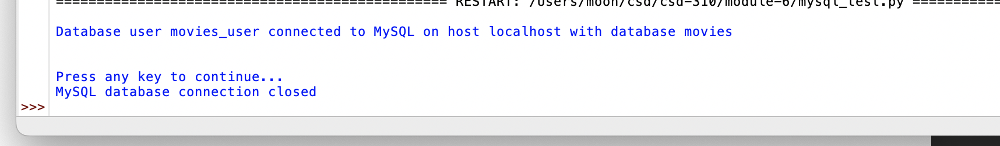 =============================================== RESTART: /Users/moon/csd/csd-310/module-6/mysql_test.py ===========
Database user movies_user connected to MySQL on host localhost with database movies
Press any key to continue...
MySQL database connection closed
>>>